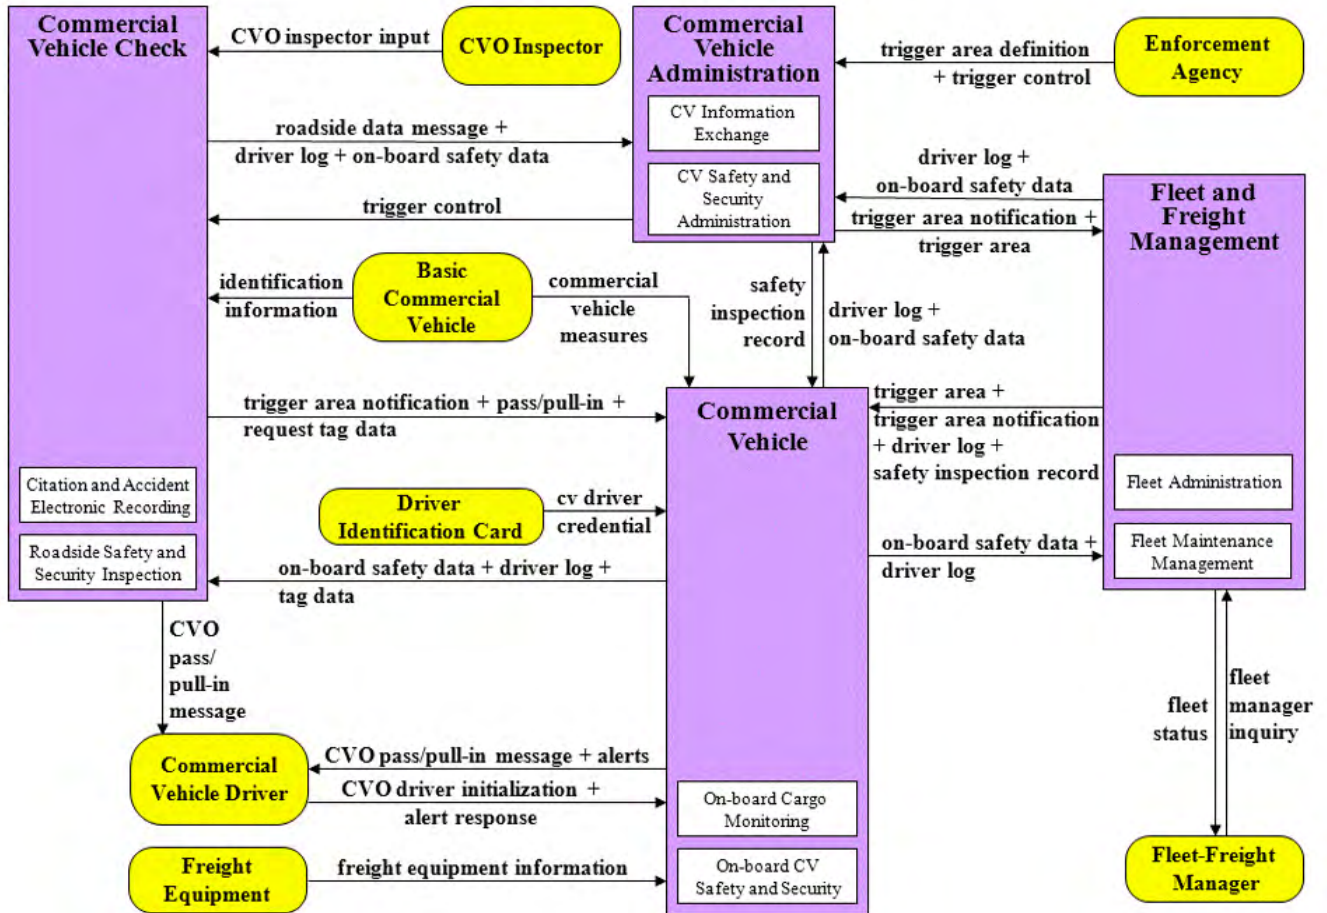 Commercial
Vehicle Check
CVO inspector input
CVO Inspector
Commercial
Vehicle
Administration
CV Information
Exchange
CV Safety and
Security
Administration
trigger area definition
+ trigger control
Enforcement
Agency
roadside data message +
driver log + on-board safety data
trigger control
driver log +
on-board safety data
trigger area notification +
trigger area
Fleet and
Freight
Management
identification
information
Basic
Commercial
Vehicle
commercial
vehicle
measures
safety
inspection
record
driver log +
on-board safety data
trigger area notification + pass/pull-in +
request tag data
Commercial
Vehicle
trigger area +
trigger area notification
+ driver log +
safety inspection record
Citation and Accident
Electronic Recording
Roadside Safety and
Security Inspection
Driver
Identification Card
cv driver
credential
Fleet Administration
Fleet Maintenance
Management
on-board safety data + driver log +
tag data
on-board safety data +
driver log
CVO
pass/
pull-in
message
fleet
status
fleet
manager
inquiry
Commercial
Vehicle Driver
CVO pass/pull-in message + alerts
CVO driver initialization +
alert response
On-board Cargo
Monitoring
Freight
Equipment
freight equipment information
On-board CV
Safety and Security
Fleet-Freight
Manager